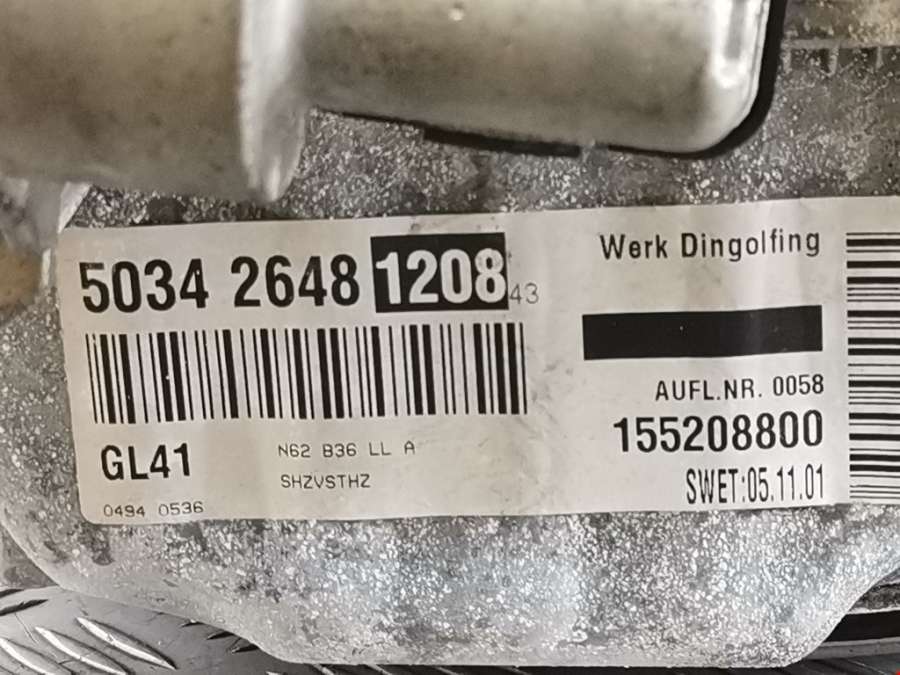 5034 2648 1208 43
Werk Dingolfing
AUFL.NR. 0058
155208800
GL41
N62 B36 LL A
SHZVSTHZ
SWET:05.11.01
0494 0536